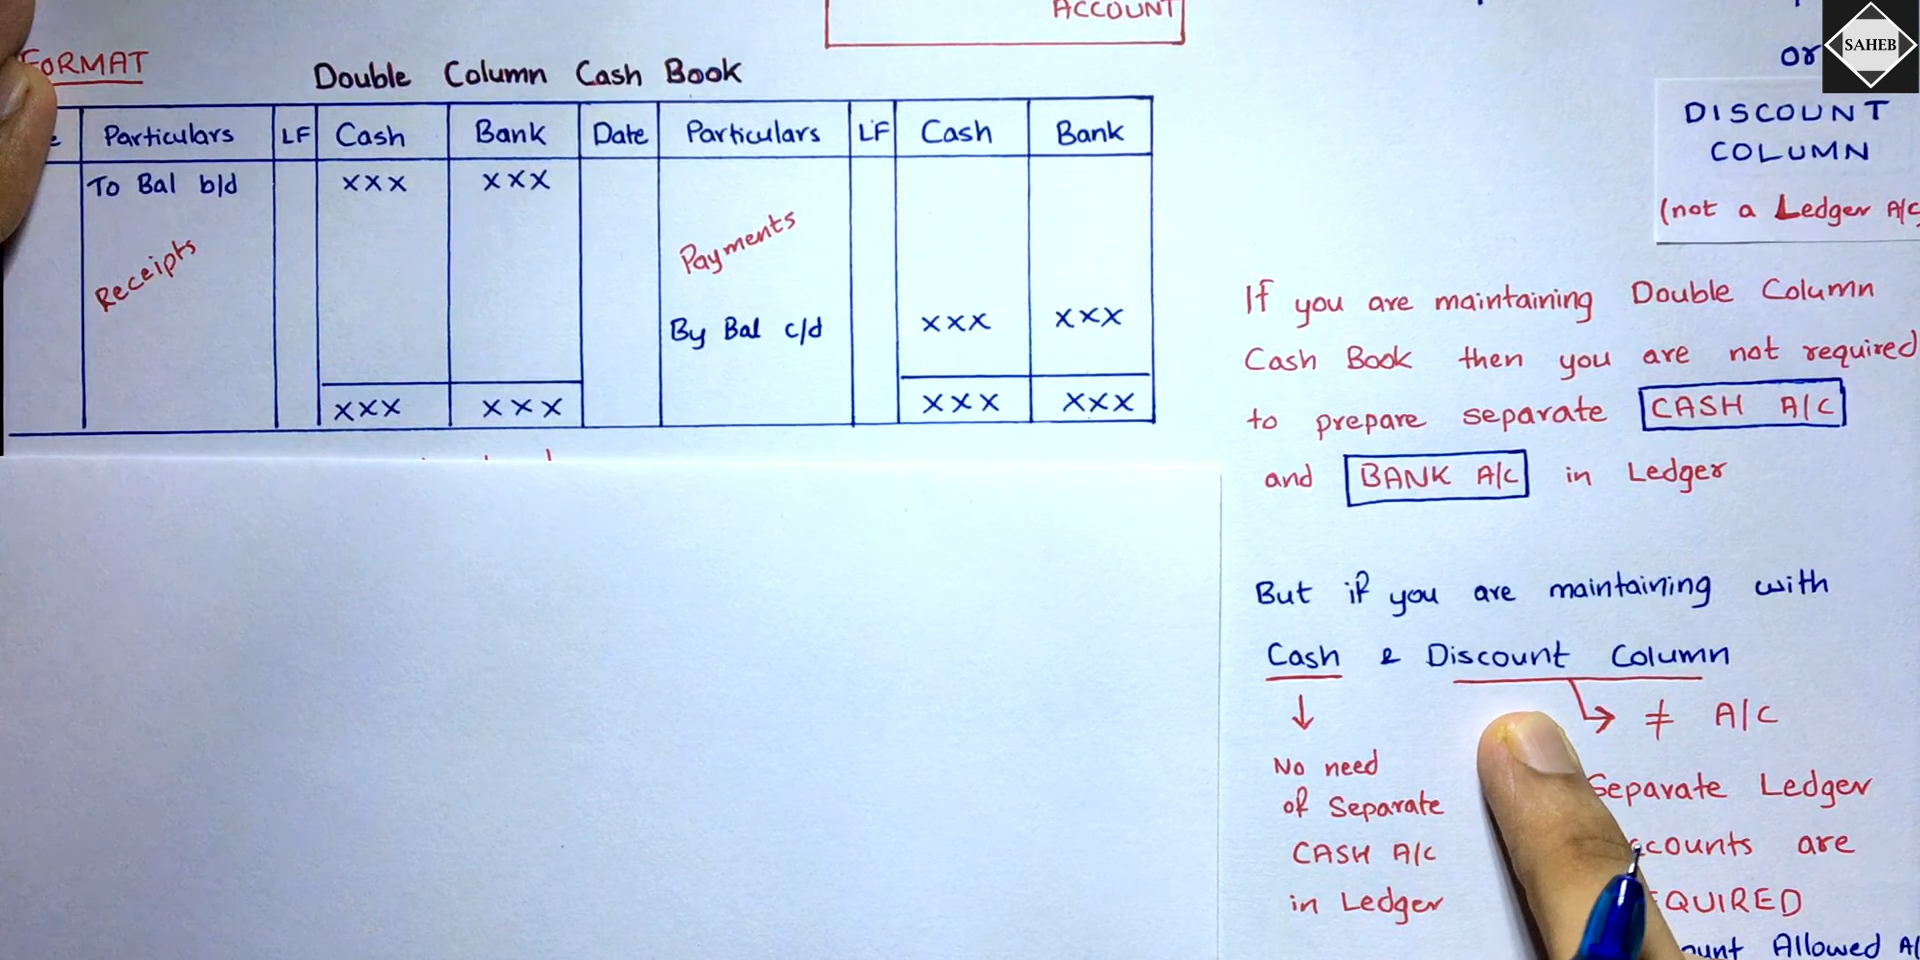 ACCOUNT
FORMAT
Double Column Cash Book
Particulars LF Cash Bank Date Particulars LF Cash Bank
To Bal b/d xxx xxx
Receipts
Payments
By Bal c/d xxx xxx
xxx xxx xxx xxx
or
SAHEB
DISCOUNT
COLUMN
(not a Ledger A/c
If you are maintaining Double Column
Cash Book then you are not required
to prepare separate CASH A/C
and BANK A/C in Ledger
But if you are maintaining with
Cash & Discount Column
↓
→ ≠ A/C
No need
of Separate
CASH A/C
in Ledger
Separate Ledger
are
Allowed